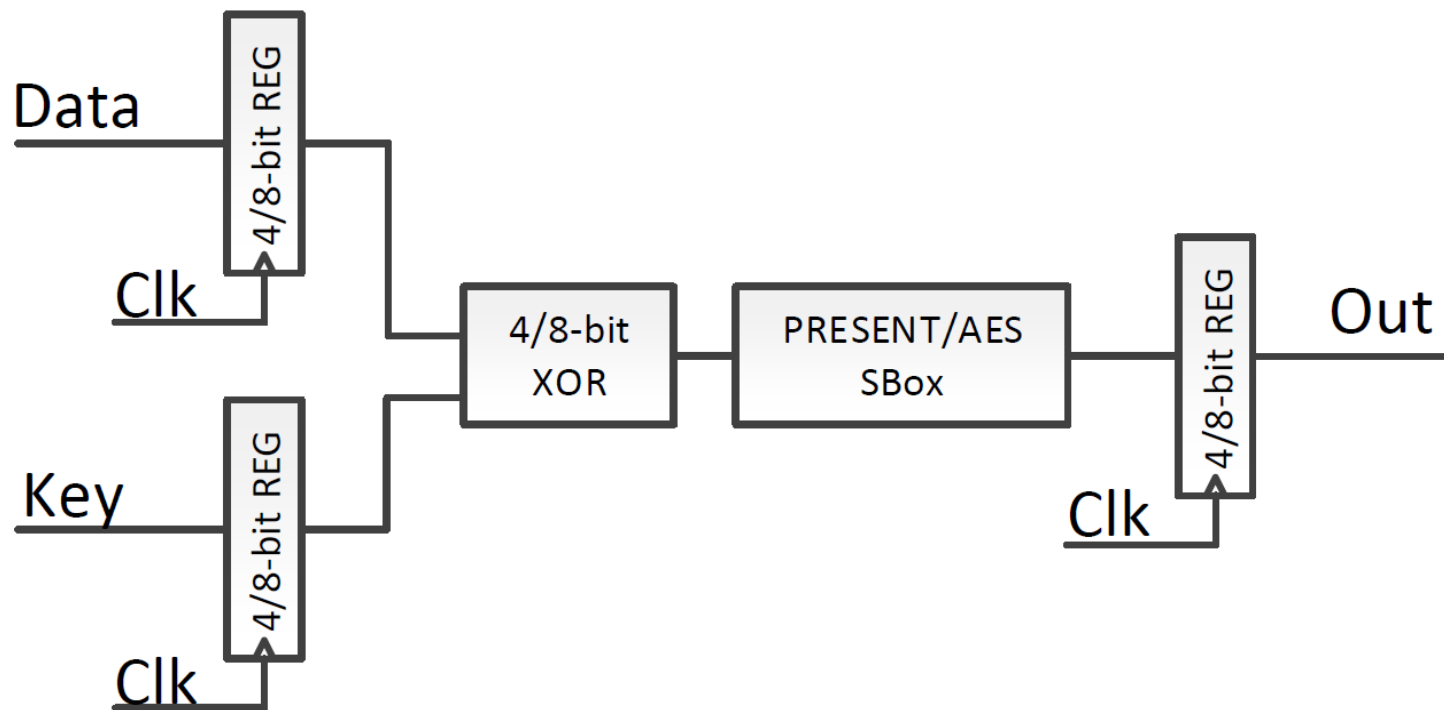 Data
4/8-bit REG
Clk
Key
4/8-bit REG
Clk
4/8-bit
XOR
PRESENT/AES
SBox
4/8-bit REG
Clk
Out